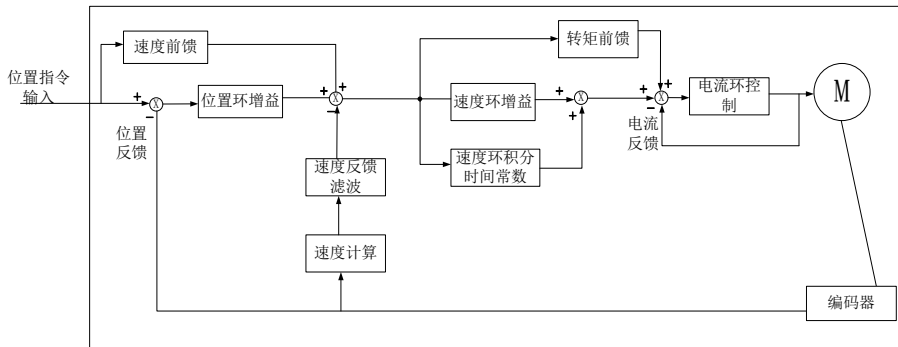 速度前馈
转矩前馈
位置指令
输入
+
-
X
位置
反馈
位置环增益
+
+
-
X
速度环增益
+
+
X
速度环积分
时间常数
+
+
-
X
电流
反馈
电流环控
制
M
速度反馈
滤波
速度计算
编码器